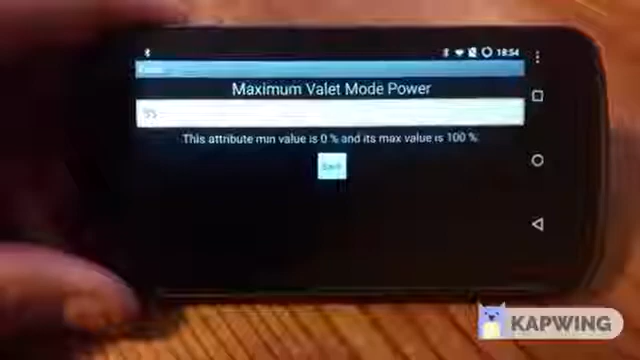 18:54
Maximum Valet Mode Power
This attribute min value is 0 % and its max value is 100 %
Save
KAPWING